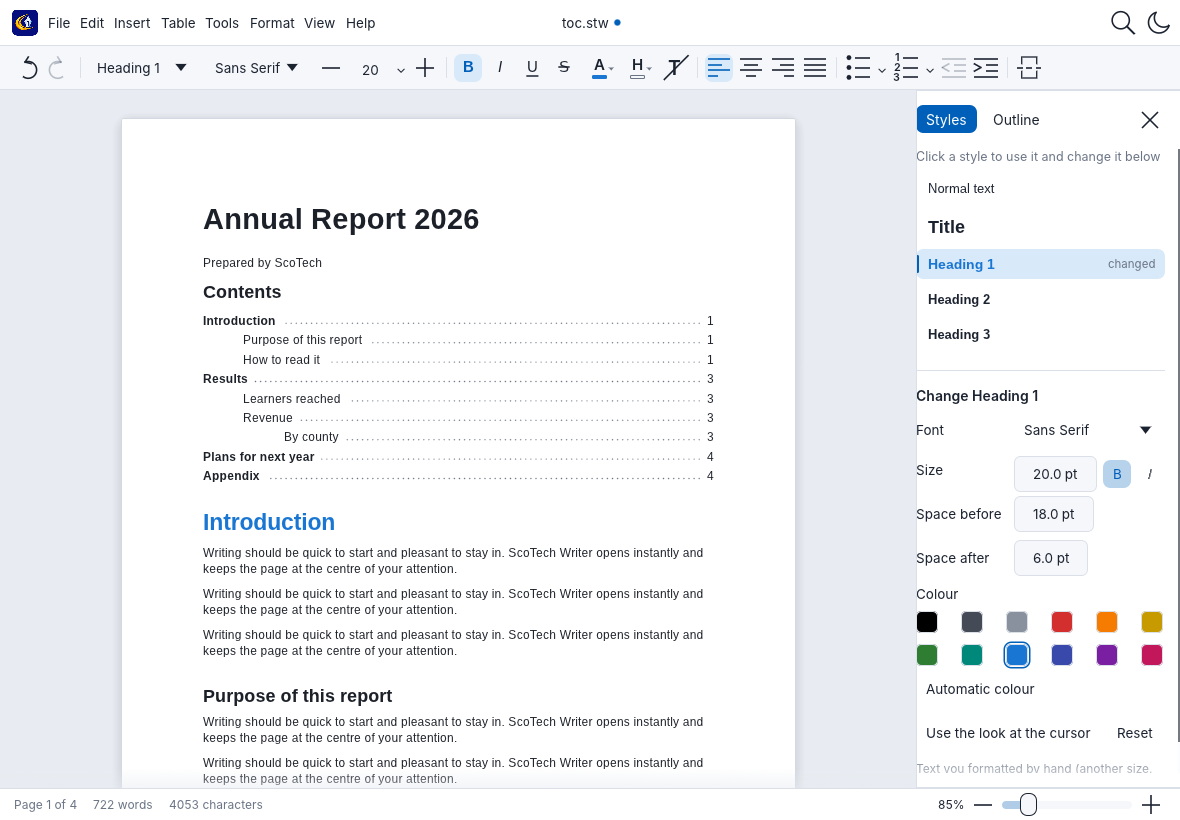 File Edit Insert Table Tools Format View Help toc.stw
Heading 1 Sans Serif 20 B I U S A H T
Styles Outline
Click a style to use it and change it below
Normal text
Title
Heading 1 changed
Heading 2
Heading 3
Change Heading 1
Font Sans Serif
Size 20.0 pt B I
Space before 18.0 pt
Space after 6.0 pt
Colour
Automatic colour
Use the look at the cursor Reset
Text you formatted by hand (another size,
Annual Report 2026
Prepared by ScoTech
Contents
Introduction 1
Purpose of this report 1
How to read it 1
Results 3
Learners reached 3
Revenue 3
By county 3
Plans for next year 4
Appendix 4
Introduction
Writing should be quick to start and pleasant to stay in. ScoTech Writer opens instantly and
keeps the page at the centre of your attention.
Writing should be quick to start and pleasant to stay in. ScoTech Writer opens instantly and
keeps the page at the centre of your attention.
Writing should be quick to start and pleasant to stay in. ScoTech Writer opens instantly and
keeps the page at the centre of your attention.
Purpose of this report
Writing should be quick to start and pleasant to stay in. ScoTech Writer opens instantly and
keeps the page at the centre of your attention.
Writing should be quick to start and pleasant to stay in. ScoTech Writer opens instantly and
keeps the page at the centre of your attention.
Page 1 of 4 722 words 4053 characters 85%